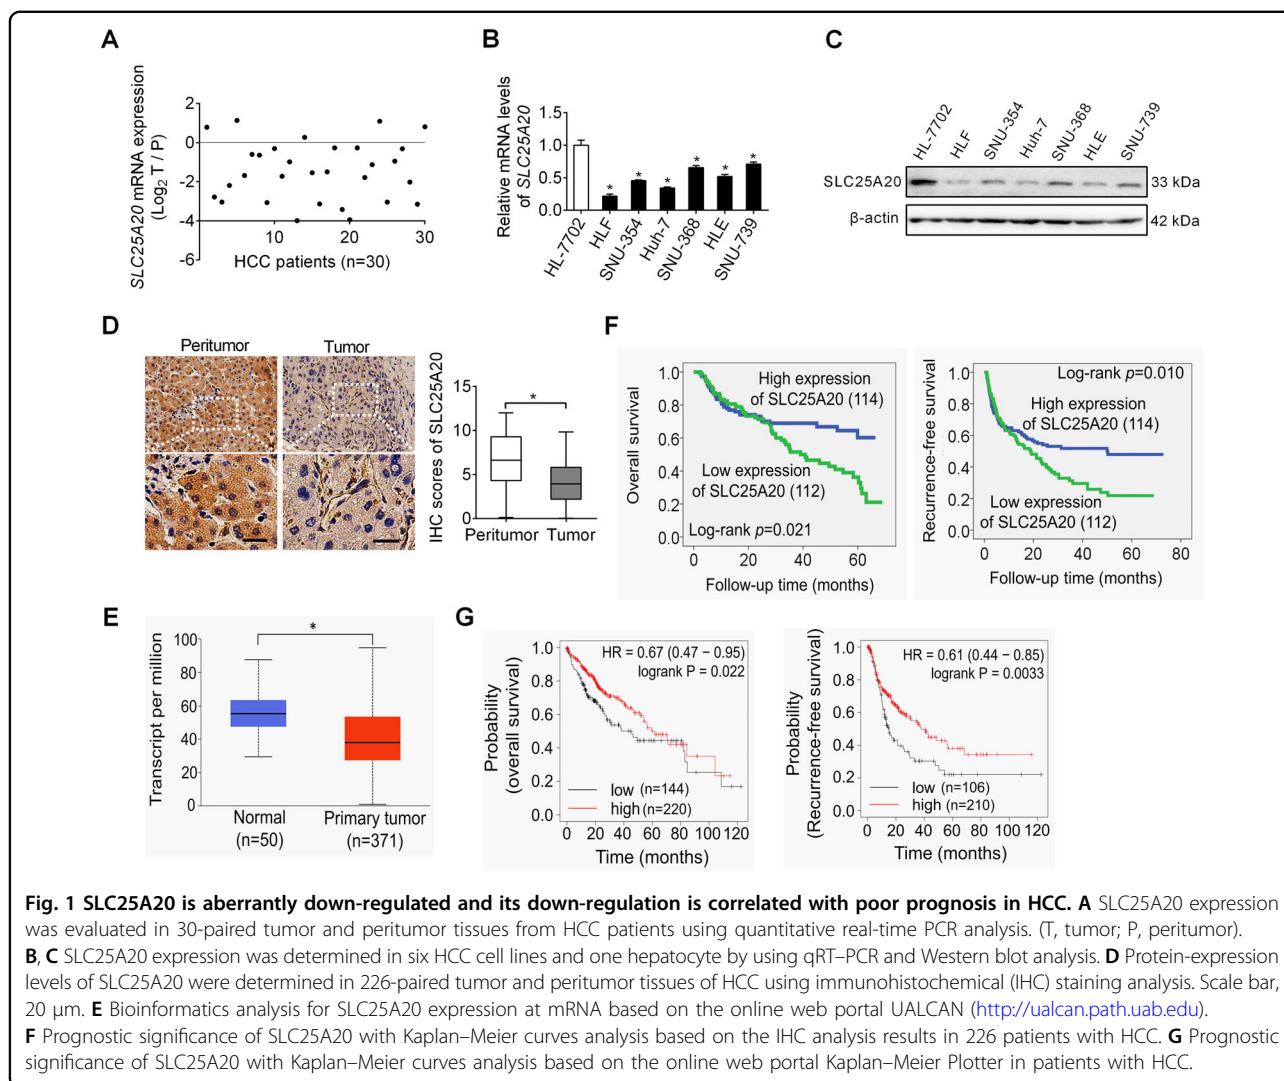 A
SLC25A20 mRNA expression
(Log2 T / P)
2
0
-2
-4
-6
0
10
20
30
HCC patients (n=30)
B
Relative mRNA levels
of SLC25A20
1.5
1.0
0.5
0.0
*
*
*
*
*
*
HL-7702
HLF
SNU-354
Huh-7
SNU-368
HLE
SNU-739
C
HL-7702
HLF
SNU-354
Huh-7
SNU-368
HLE
SNU-739
SLC25A20
33 kDa
β-actin
42 kDa
D
Peritumor
Tumor
IHC scores of SLC25A20
15
10
5
0
*
Peritumor
Tumor
F
Overall survival
1.0
0.8
0.6
0.4
0.2
0.0
High expression
of SLC25A20 (114)
Low expression
of SLC25A20 (112)
Log-rank p=0.021
0
20
40
60
80
Follow-up time (months)
Recurrence-free survival
1.0
0.8
0.6
0.4
0.2
0.0
Log-rank p=0.010
High expression
of SLC25A20 (114)
Low expression
of SLC25A20 (112)
0
20
40
60
80
Follow-up time (months)
E
Transcript per million
100
80
60
40
20
0
*
Normal
(n=50)
Primary tumor
(n=371)
G
Probability
(overall survival)
1.0
0.8
0.6
0.4
0.2
0.0
HR = 0.67 (0.47 − 0.95)
logrank P = 0.022
low (n=144)
high (n=220)
0
20
40
60
80
100
120
Time (months)
Probability
(Recurrence-free survival)
1.0
0.8
0.6
0.4
0.2
0.0
HR = 0.61 (0.44 − 0.85)
logrank P = 0.0033
low (n=106)
high (n=210)
0
20
40
60
80
100
120
Time (months)
Fig. 1 SLC25A20 is aberrantly down-regulated and its down-regulation is correlated with poor prognosis in HCC. A SLC25A20 expression
was evaluated in 30-paired tumor and peritumor tissues from HCC patients using quantitative real-time PCR analysis. (T, tumor; P, peritumor).
B, C SLC25A20 expression was determined in six HCC cell lines and one hepatocyte by using qRT–PCR and Western blot analysis. D Protein-expression
levels of SLC25A20 were determined in 226-paired tumor and peritumor tissues of HCC using immunohistochemical (IHC) staining analysis. Scale bar,
20 μm. E Bioinformatics analysis for SLC25A20 expression at mRNA based on the online web portal UALCAN (http://ualcan.path.uab.edu).
F Prognostic significance of SLC25A20 with Kaplan–Meier curves analysis based on the IHC analysis results in 226 patients with HCC. G Prognostic
significance of SLC25A20 with Kaplan–Meier curves analysis based on the online web portal Kaplan–Meier Plotter in patients with HCC.